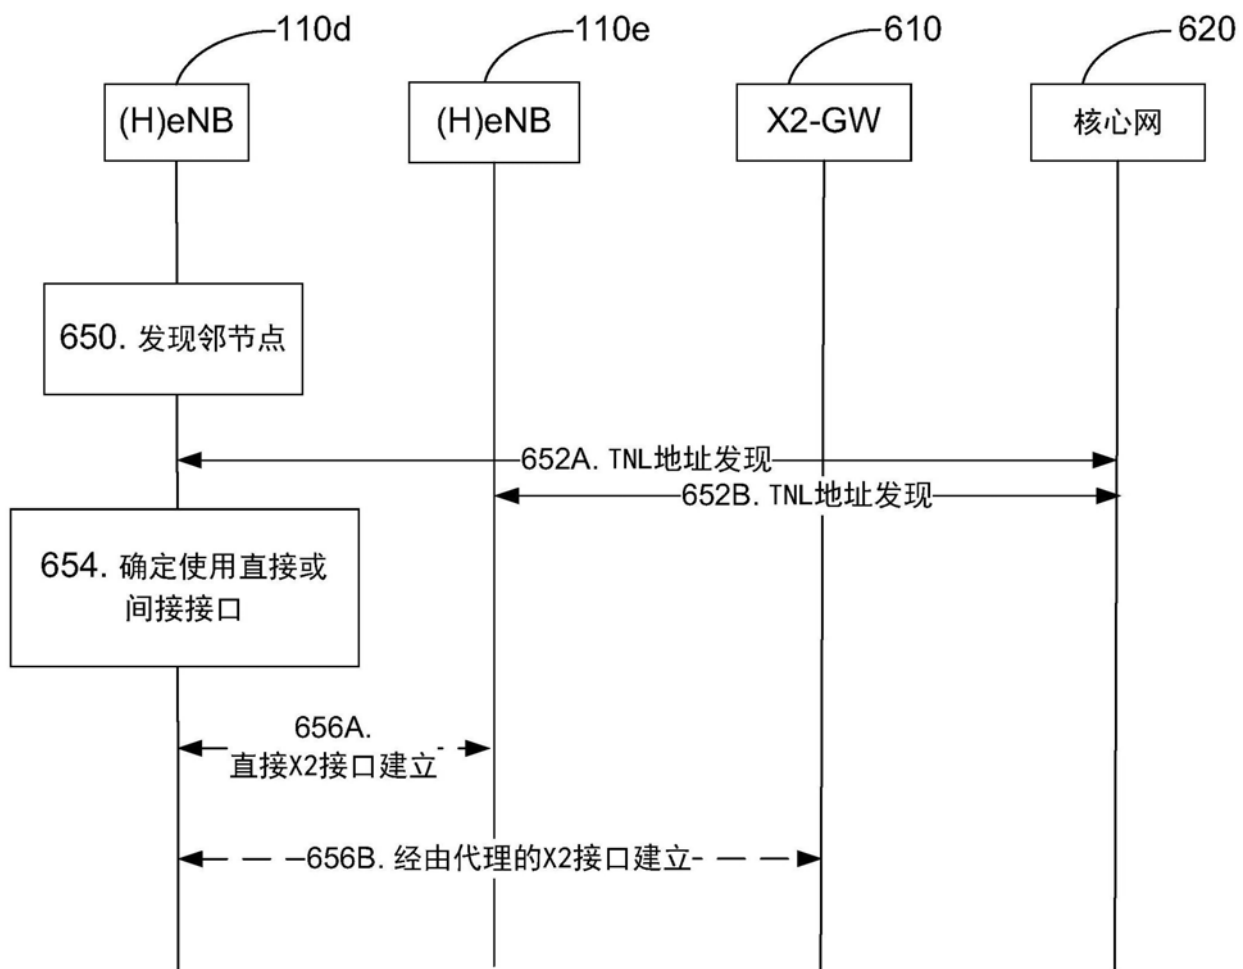 110d
110e
610
620
(H)eNB
(H)eNB
X2-GW
核心网
650. 发现邻节点
652A. TNL地址发现
652B. TNL地址发现
654. 确定使用直接或
间接接口
656A.
直接X2接口建立
656B. 经由代理的X2接口建立